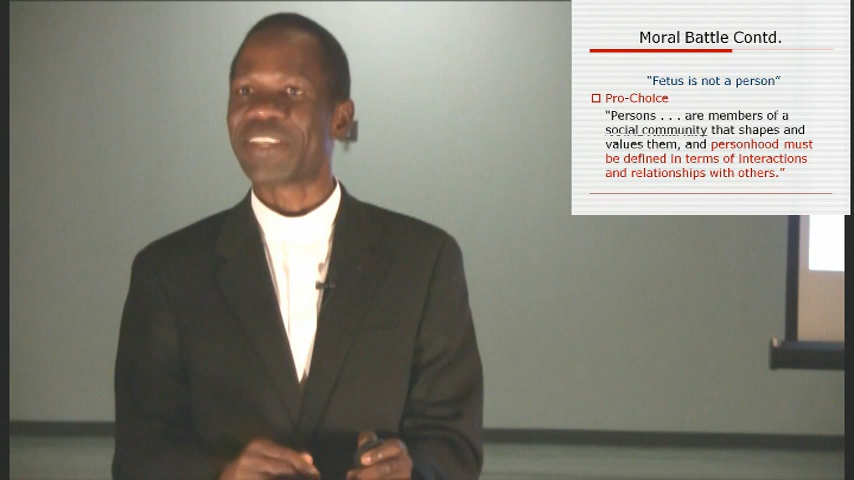 Moral Battle Contd.
"Fetus is not a person"
Pro-Choice
"Persons . . . are members of a
social community that shapes and
values them, and personhood must
be defined in terms of interactions
and relationships with others."